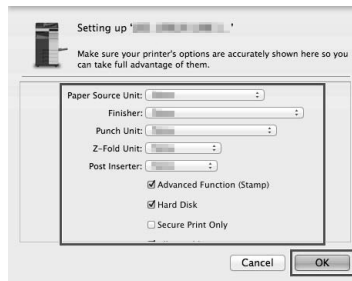 Setting up '
Make sure your printer's options are accurately shown here so you
can take full advantage of them.
Paper Source Unit:
Finisher:
Punch Unit:
Z-Fold Unit:
Post Inserter:
Advanced Function (Stamp)
Hard Disk
Secure Print Only
Cancel
OK